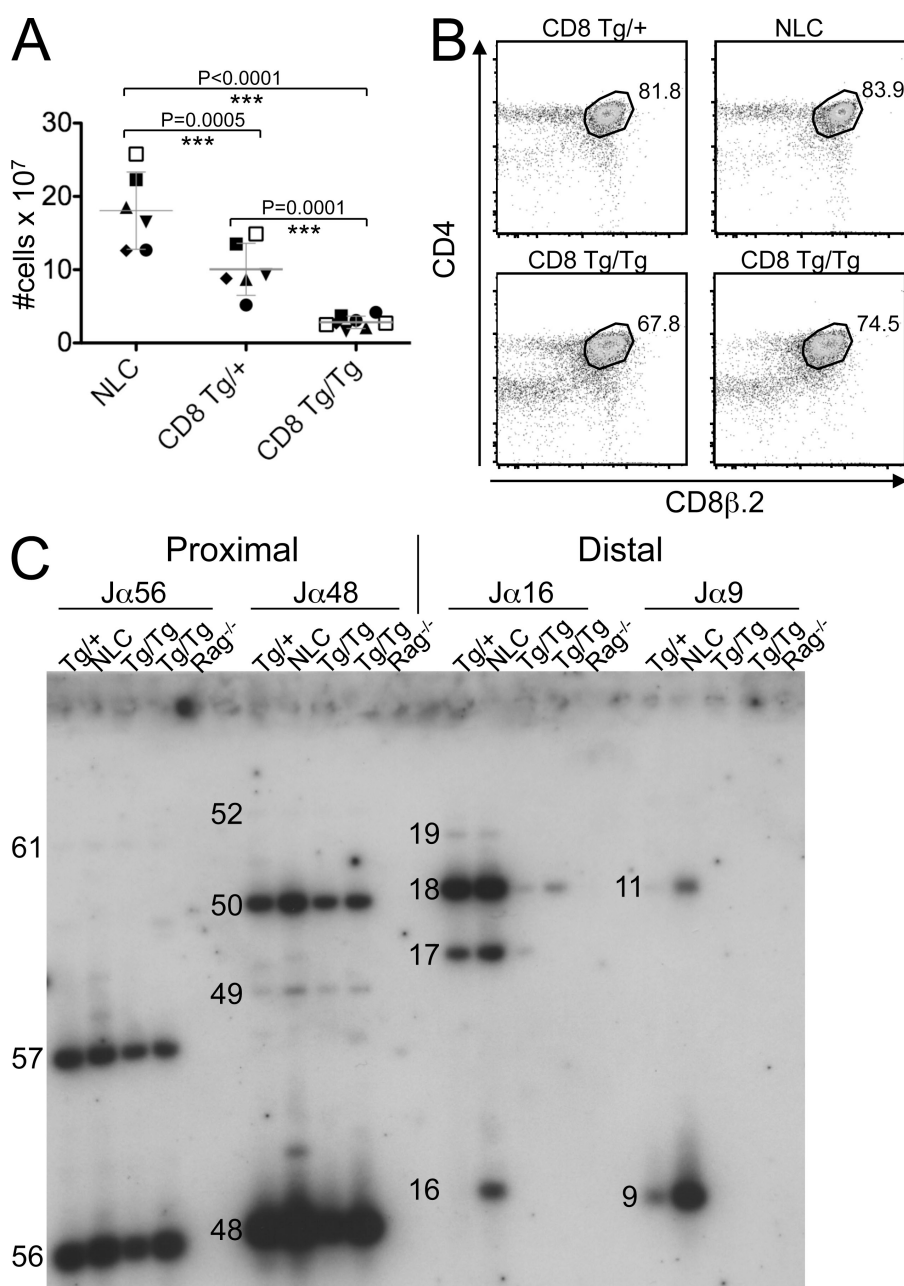 A
P<0.0001
***
P=0.0005
***
P=0.0001
***
#cells x 10⁷
30
20
10
0
NLC
CD8 Tg/+
CD8 Tg/Tg
B
CD8 Tg/+
NLC
81.8
83.9
CD8 Tg/Tg
CD8 Tg/Tg
67.8
74.5
CD4
CD8β.2
C
Proximal
Distal
Jα56
Jα48
Jα16
Jα9
Tg/+ NLC Tg/Tg Tg/Tg Rag⁻/⁻
Tg/+ NLC Tg/Tg Tg/Tg Rag⁻/⁻
Tg/+ NLC Tg/Tg Tg/Tg Rag⁻/⁻
Tg/+ NLC Tg/Tg Tg/Tg Rag⁻/⁻
61
57
56
52
50
49
48
19
18
17
16
11
9